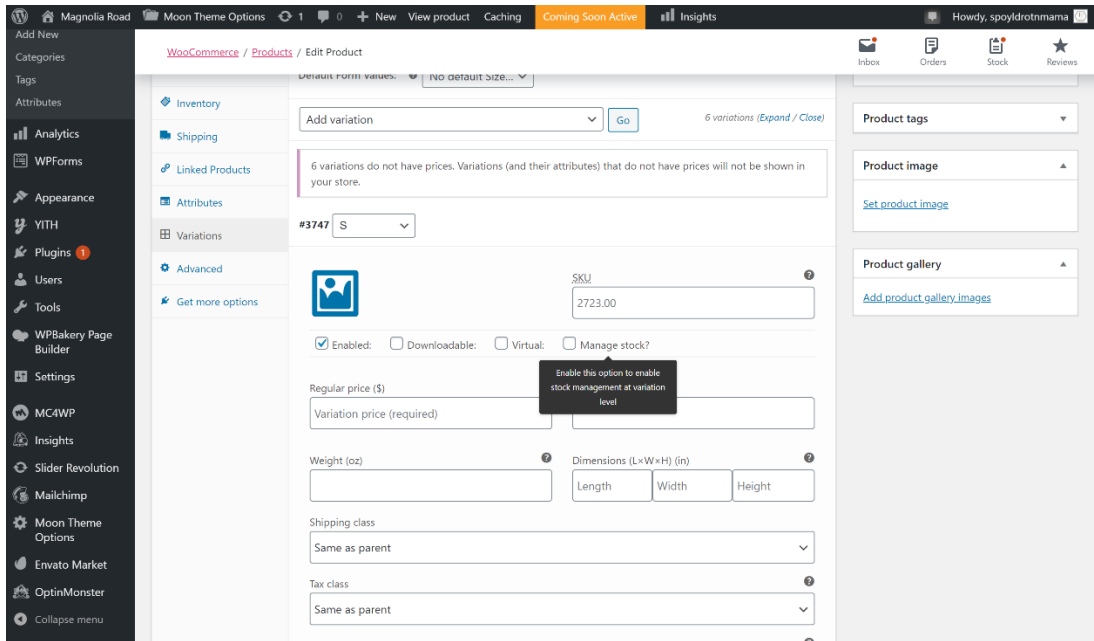 Magnolia Road
Moon Theme Options
1
0
+ New
View product
Caching
Coming Soon Active
Insights
Howdy, spoyldrotnmama
Add New
Categories
Tags
Attributes
Analytics
WPForms
Appearance
YITH
Plugins 1
Users
Tools
WPBakery Page
Builder
Settings
MC4WP
Insights
Slider Revolution
Mailchimp
Moon Theme
Options
Envato Market
OptinMonster
Collapse menu
WooCommerce / Products / Edit Product
Inbox
Orders
Stock
Reviews
Inventory
Shipping
Linked Products
Attributes
Variations
Advanced
Get more options
Default Form Values:
No default Size...
Add variation
Go
6 variations (Expand / Close)
6 variations do not have prices. Variations (and their attributes) that do not have prices will not be shown in
your store.
#3747 S
SKU
2723.00
Enabled:
Downloadable:
Virtual:
Manage stock?
Enable this option to enable
stock management at variation
level
Regular price ($)
Variation price (required)
Weight (oz)
Dimensions (L×W×H) (in)
Length
Width
Height
Shipping class
Same as parent
Tax class
Same as parent
Product tags
Product image
Set product image
Product gallery
Add product gallery images